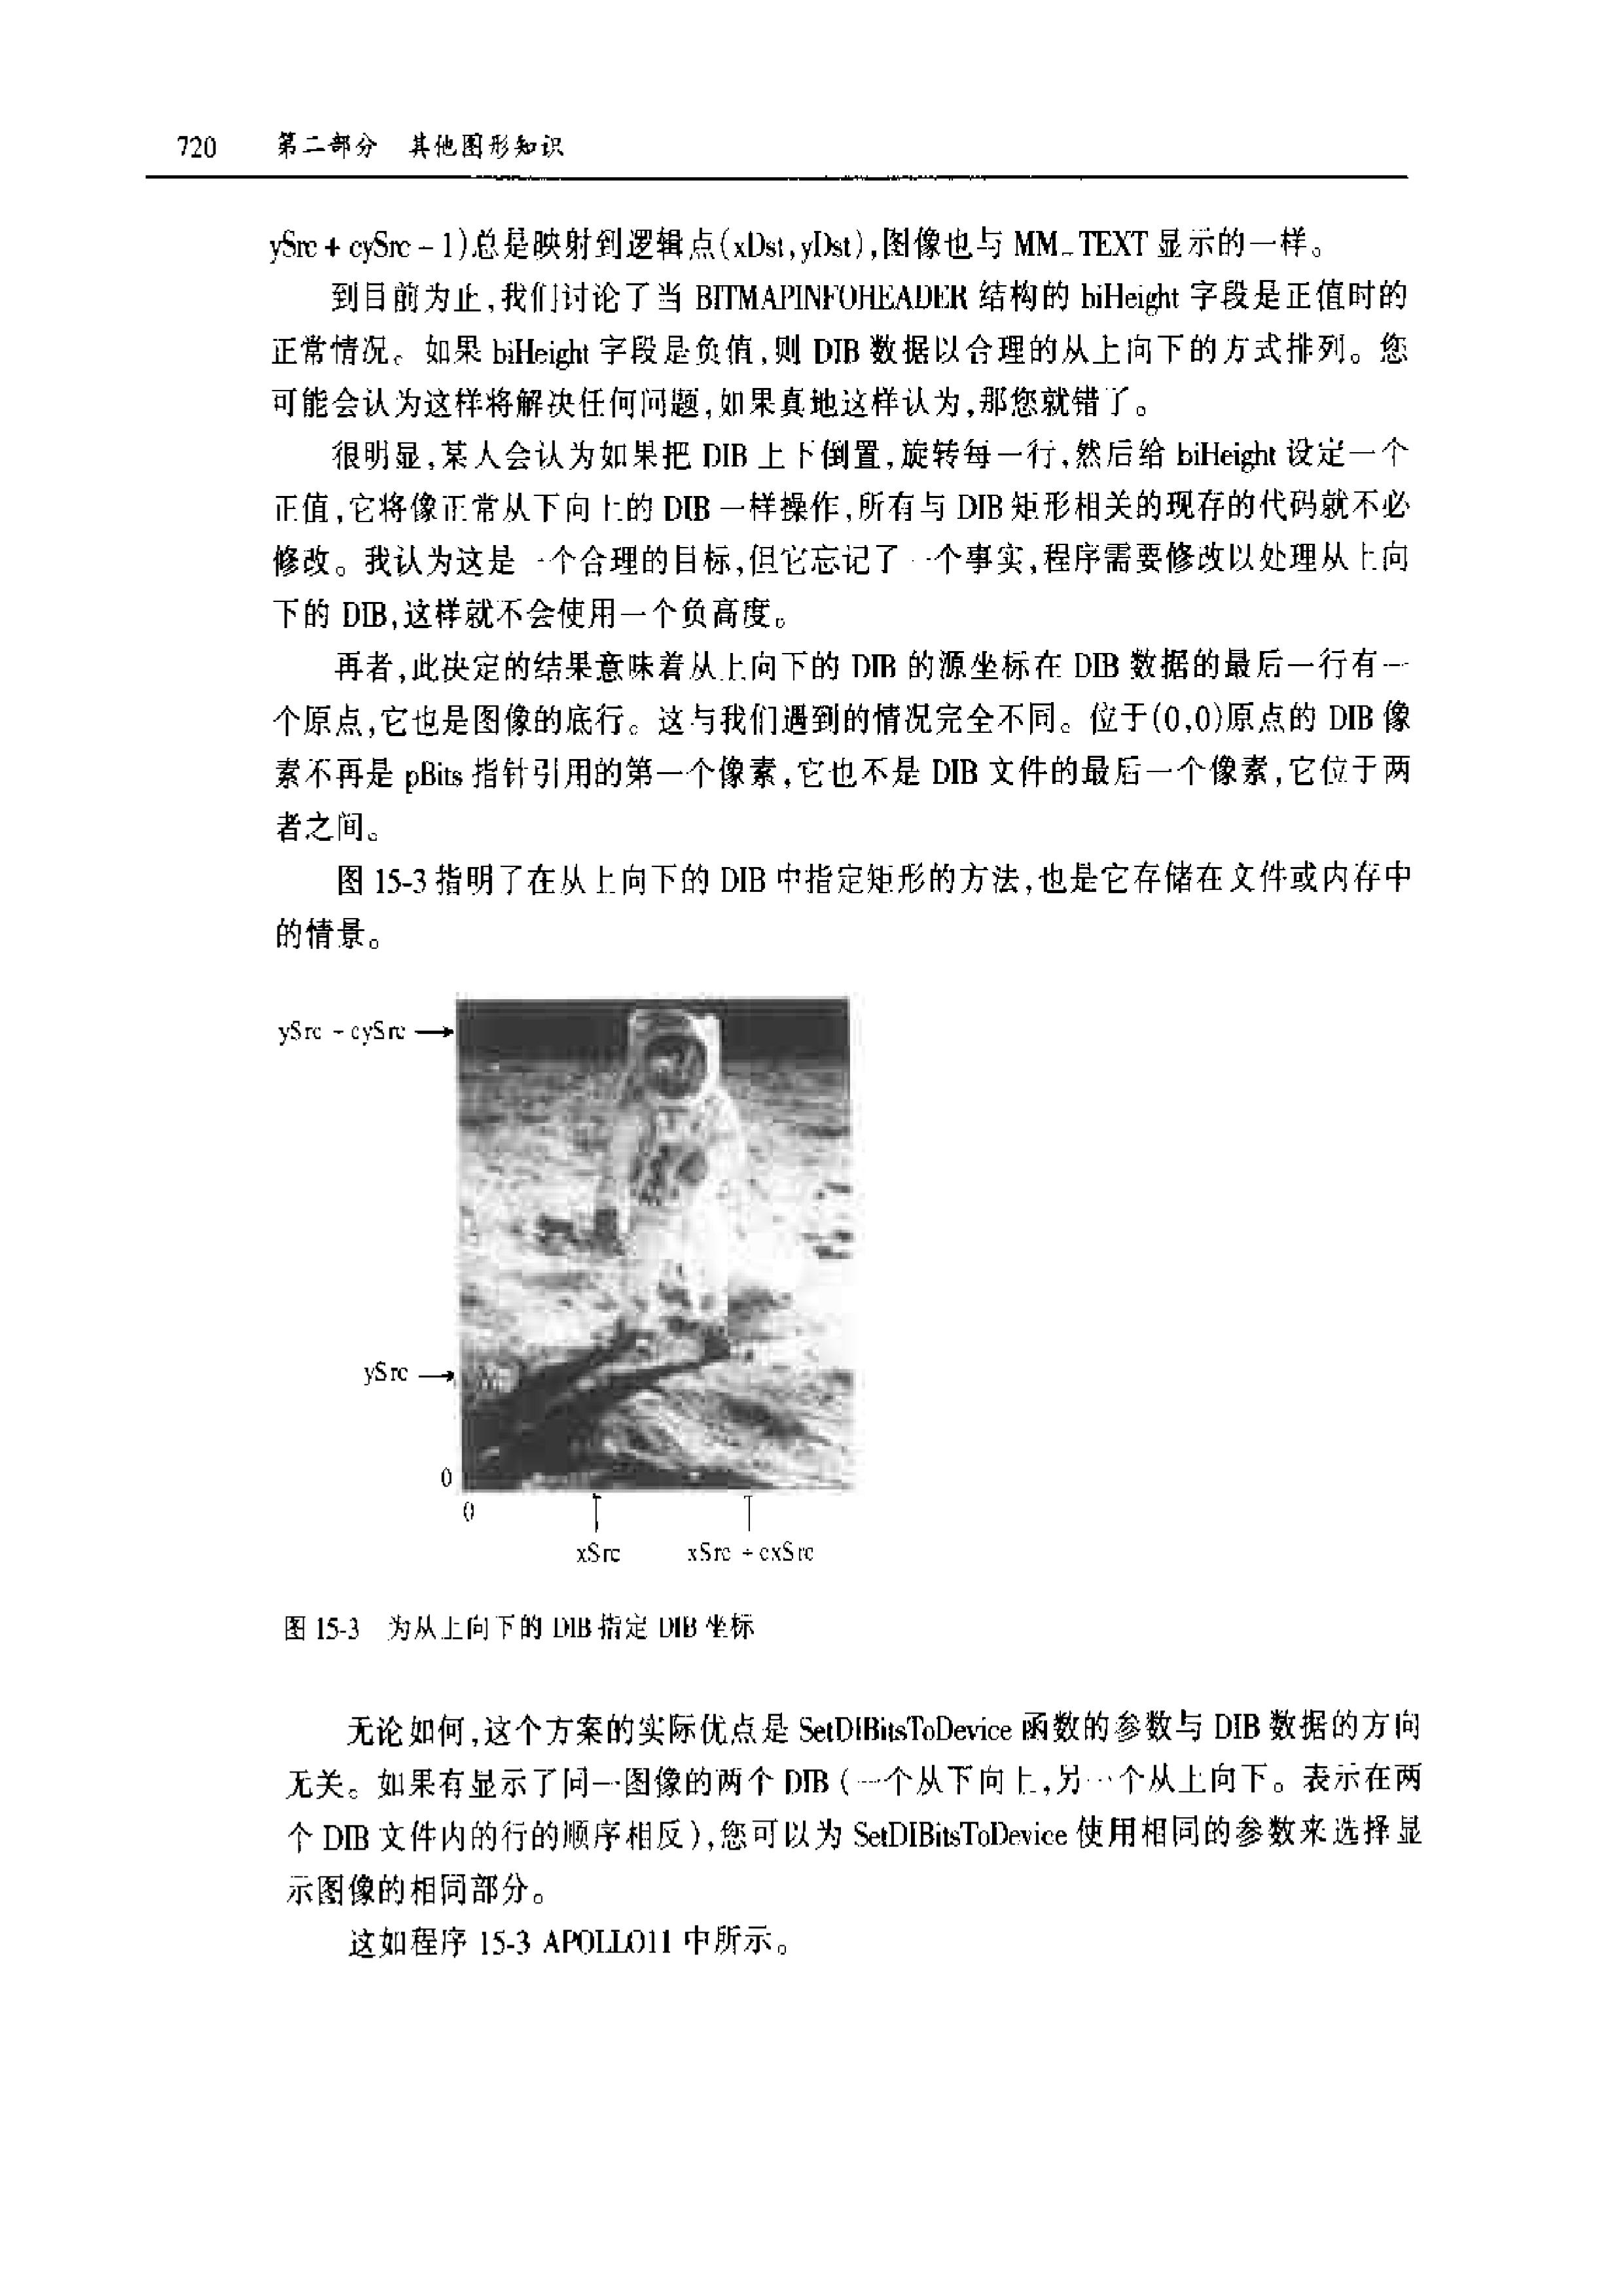 720 第二部分 其他图形知识
ySrc + cySrc - 1)总是映射到逻辑点(xDst,yDst),图像也与 MM_TEXT 显示的一样。
到目前为止,我们讨论了当 BITMAPINFOHEADER 结构的 biHeight 字段是正值时的
正常情况。如果 biHeight 字段是负值,则 DIB 数据以合理的从上向下的方式排列。您
可能会认为这样将解决任何问题,如果真地这样认为,那您就错了。
很明显,某人会认为如果把 DIB 上下倒置,旋转每一行,然后给 biHeight 设定一个
正值,它将像正常从下向上的 DIB 一样操作,所有与 DIB 矩形相关的现存的代码就不必
修改。我认为这是一个合理的目标,但它忘记了一个事实,程序需要修改以处理从上向
下的 DIB,这样就不会使用一个负高度。
再者,此决定的结果意味着从上向下的 DIB 的源坐标在 DIB 数据的最后一行有一
个原点,它也是图像的底行。这与我们遇到的情况完全不同。位于(0,0)原点的 DIB 像
素不再是 pBits 指针引用的第一个像素,它也不是 DIB 文件的最后一个像素,它位于两
者之间。
图 15-3 指明了在从上向下的 DIB 中指定矩形的方法,也是它存储在文件或内存中
的情景。
ySrc + cySrc
ySrc
0
0
xSrc xSrc + cxSrc
图 15-3 为从上向下的 DIB 指定 DIB 坐标
无论如何,这个方案的实际优点是 SetDIBitsToDevice 函数的参数与 DIB 数据的方向
无关。如果有显示了同一图像的两个 DIB (一个从下向上,另一个从上向下。表示在两
个 DIB 文件内的行的顺序相反),您可以为 SetDIBitsToDevice 使用相同的参数来选择显
示图像的相同部分。
这如程序 15-3 APOLLO11 中所示。